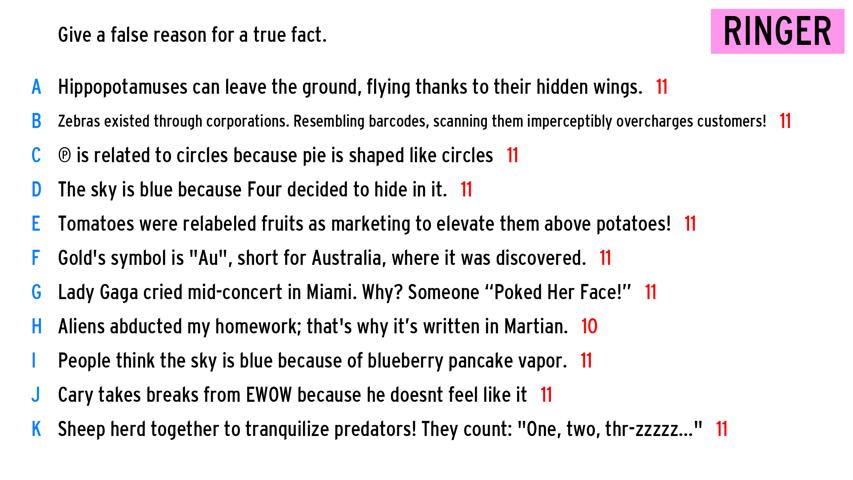 Give a false reason for a true fact.
RINGER
A Hippopotamuses can leave the ground, flying thanks to their hidden wings. 11
B Zebras existed through corporations. Resembling barcodes, scanning them imperceptibly overcharges customers! 11
C ℗ is related to circles because pie is shaped like circles 11
D The sky is blue because Four decided to hide in it. 11
E Tomatoes were relabeled fruits as marketing to elevate them above potatoes! 11
F Gold's symbol is "Au", short for Australia, where it was discovered. 11
G Lady Gaga cried mid-concert in Miami. Why? Someone “Poked Her Face!” 11
H Aliens abducted my homework; that's why it’s written in Martian. 10
I People think the sky is blue because of blueberry pancake vapor. 11
J Cary takes breaks from EWOW because he doesnt feel like it 11
K Sheep herd together to tranquilize predators! They count: "One, two, thr-zzzzz..." 11